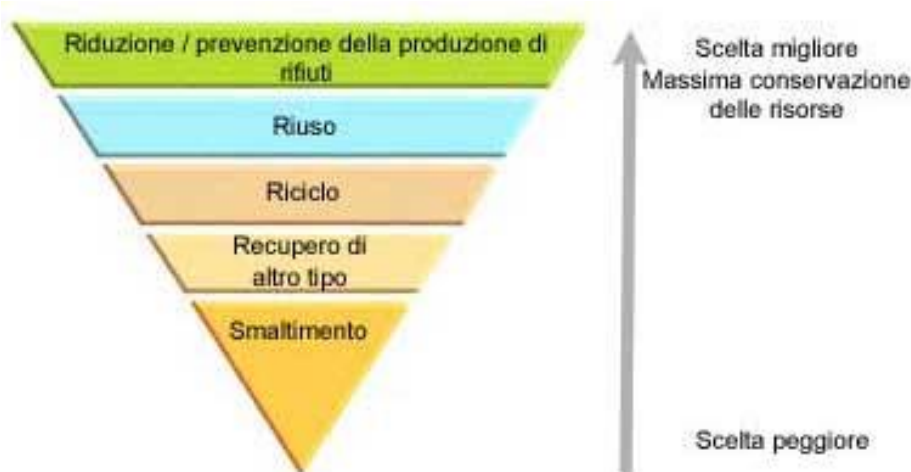 Riduzione / prevenzione della produzione di
rifiuti
Riuso
Riciclo
Recupero di
altro tipo
Smaltimento
Scelta migliore
Massima conservazione
delle risorse
Scelta peggiore